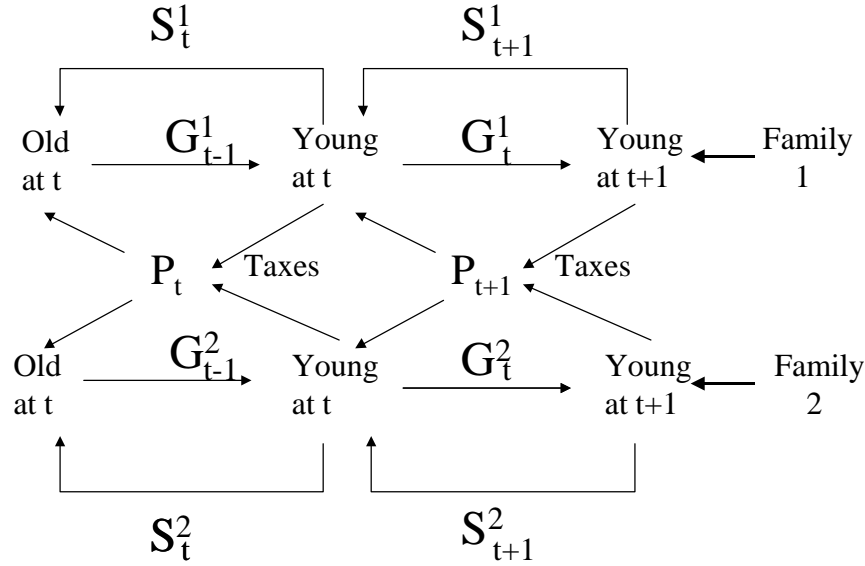 S¹ₜ S¹ₜ₊₁
Old G¹ₜ₋₁ Young G¹ₜ Young Family
at t at t at t+1 1
Pₜ Taxes Pₜ₊₁ Taxes
Old G²ₜ₋₁ Young G²ₜ Young Family
at t at t at t+1 2
S²ₜ S²ₜ₊₁